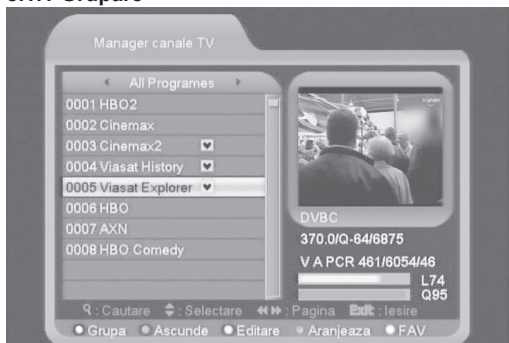 Manager canale TV
All Programes
0001 HBO2
0002 Cinemax
0003 Cinemax2
0004 Viasat History
0005 Viasat Explorer
0006 HBO
0007 AXN
0008 HBO Comedy
DVBC
370.0/Q-64/6875
V A PCR 461/6054/46
L74
Q95
: Cautare : Selectare : Pagina Exit : Iesire
Grupa Ascunde Editare Aranjeaza FAV